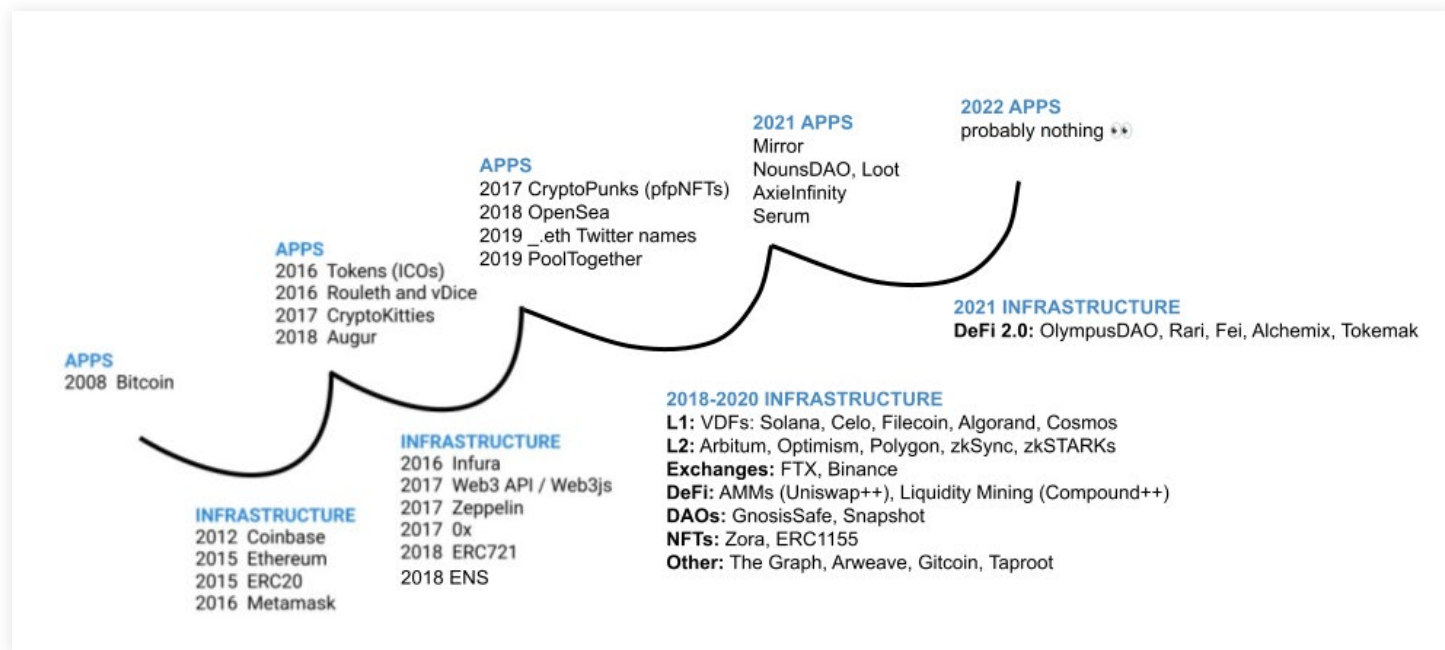 APPS
2008 Bitcoin
INFRASTRUCTURE
2012 Coinbase
2015 Ethereum
2015 ERC20
2016 Metamask
APPS
2016 Tokens (ICOs)
2016 Rouleth and vDice
2017 CryptoKitties
2018 Augur
INFRASTRUCTURE
2016 Infura
2017 Web3 API / Web3js
2017 Zeppelin
2017 0x
2018 ERC721
2018 ENS
APPS
2017 CryptoPunks (pfpNFTs)
2018 OpenSea
2019 _.eth Twitter names
2019 PoolTogether
2018-2020 INFRASTRUCTURE
L1: VDFs: Solana, Celo, Filecoin, Algorand, Cosmos
L2: Arbitum, Optimism, Polygon, zkSync, zkSTARKs
Exchanges: FTX, Binance
DeFi: AMMs (Uniswap++), Liquidity Mining (Compound++)
DAOs: GnosisSafe, Snapshot
NFTs: Zora, ERC1155
Other: The Graph, Arweave, Gitcoin, Taproot
2021 APPS
Mirror
NounsDAO, Loot
AxieInfinity
Serum
2021 INFRASTRUCTURE
DeFi 2.0: OlympusDAO, Rari, Fei, Alchemix, Tokemak
2022 APPS
probably nothing 👀